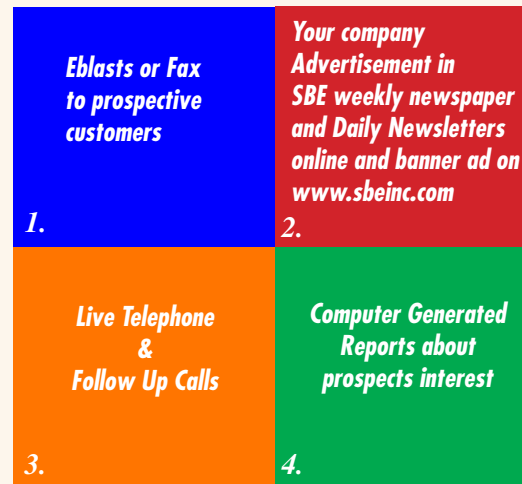 Eblasts or Fax
to prospective
customers
1.
Your company
Advertisement in
SBE weekly newspaper
and Daily Newsletters
online and banner ad on
www.sbeinc.com
2.
Live Telephone
&
Follow Up Calls
3.
Computer Generated
Reports about
prospects interest
4.